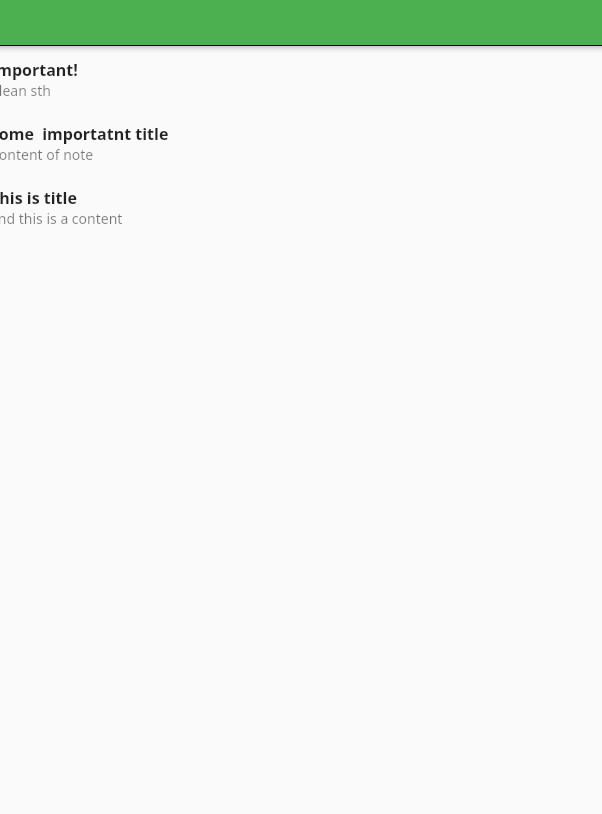 mportant!
lean sth
ome  importatnt title
ontent of note
his is title
nd this is a content